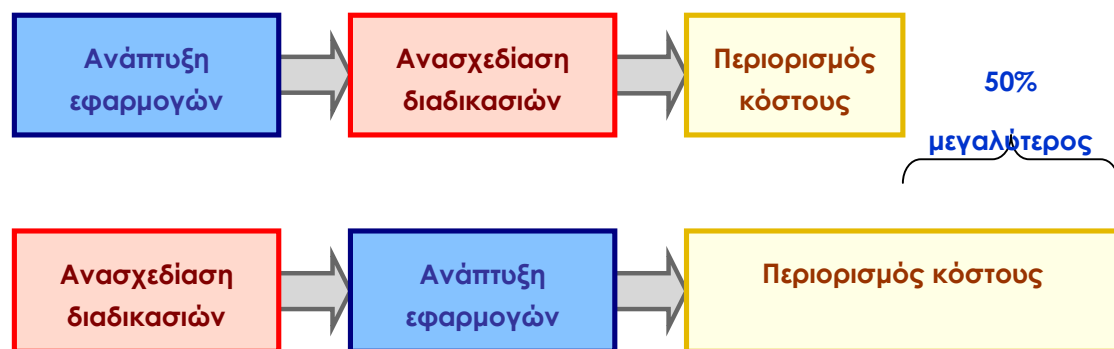 Ανάπτυξη
εφαρμογών
Ανασχεδίαση
διαδικασιών
Περιορισμός
κόστους
50%
μεγαλύτερος
Ανασχεδίαση
διαδικασιών
Ανάπτυξη
εφαρμογών
Περιορισμός κόστους